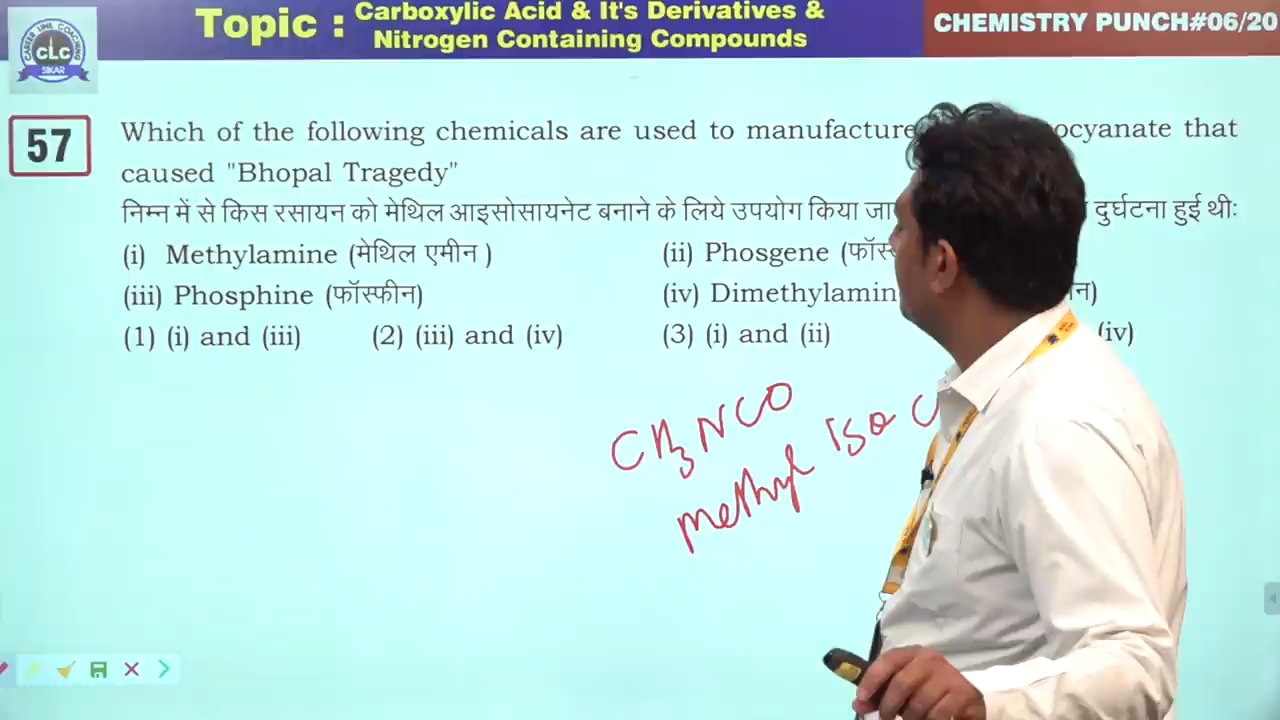 Topic : Carboxylic Acid & It's Derivatives &
Nitrogen Containing Compounds
CHEMISTRY PUNCH#06/20
CAREER LINE COACHING
CLC
SIKAR
57
Which of the following chemicals are used to manufacture ocyanate that
caused "Bhopal Tragedy"
निम्न में से किस रसायन को मेथिल आइसोसायनेट बनाने के लिये उपयोग किया दुर्घटना हुई थीः
(i) Methylamine (मेथिल एमीन )
(ii) Phosgene
(iii) Phosphine (फॉस्फीन)
(iv) Dimethylamin
(1) (i) and (iii)
(2) (iii) and (iv)
(3) (i) and (ii)
(iv)
CH3NCO
methyl Iso C